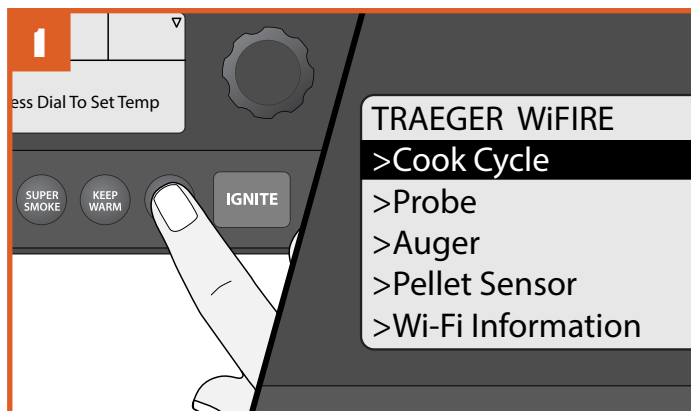 1
ess Dial To Set Temp
SUPER
SMOKE
KEEP
WARM
IGNITE
TRAEGER WiFIRE
>Cook Cycle
>Probe
>Auger
>Pellet Sensor
>Wi-Fi Information